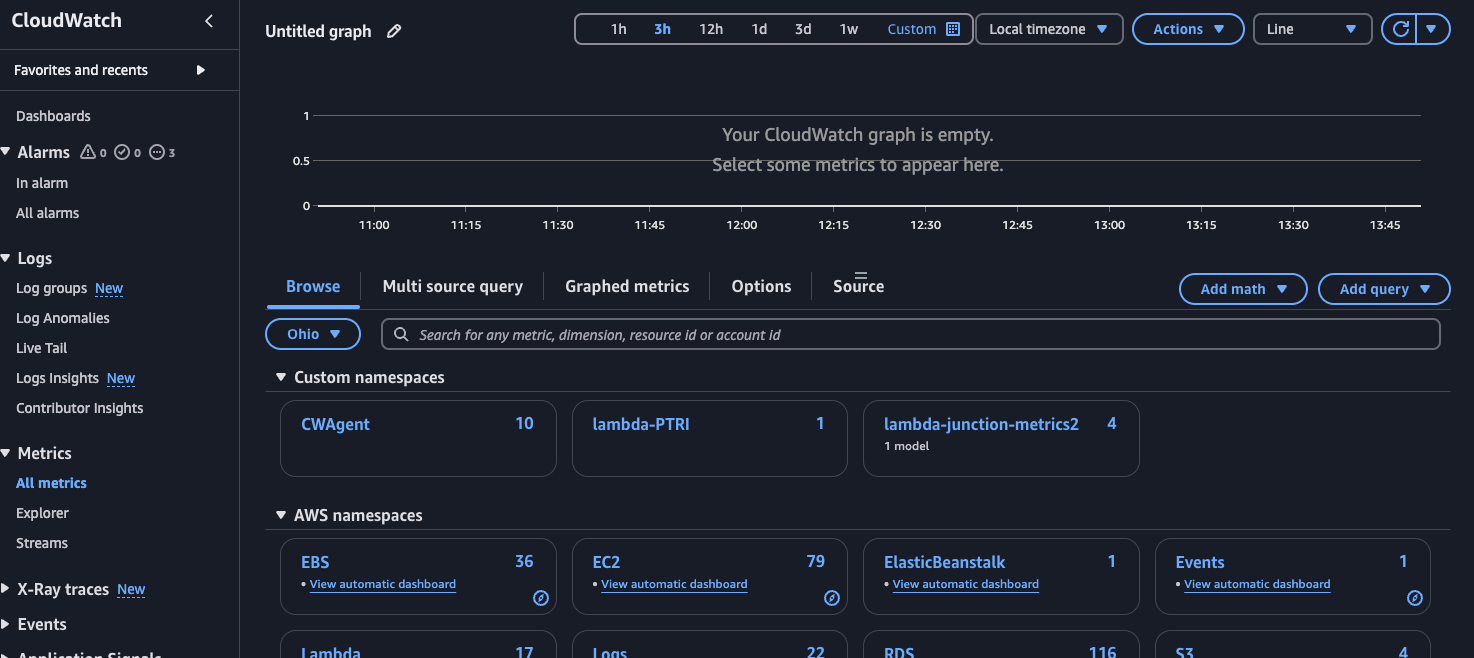 CloudWatch
Favorites and recents
Dashboards
Alarms 0 0 3
In alarm
All alarms
Logs
Log groups New
Log Anomalies
Live Tail
Logs Insights New
Contributor Insights
Metrics
All metrics
Explorer
Streams
X-Ray traces New
Events
Application Signals
Untitled graph
1h 3h 12h 1d 3d 1w Custom
Local timezone
Actions
Line
1
0.5
0
Your CloudWatch graph is empty.
Select some metrics to appear here.
11:00 11:15 11:30 11:45 12:00 12:15 12:30 12:45 13:00 13:15 13:30 13:45
Browse Multi source query Graphed metrics Options Source
Add math Add query
Ohio
Search for any metric, dimension, resource id or account id
Custom namespaces
CWAgent 10
lambda-PTRI 1
lambda-junction-metrics2 4
1 model
AWS namespaces
EBS 36
• View automatic dashboard
EC2 79
• View automatic dashboard
ElasticBeanstalk 1
• View automatic dashboard
Events 1
• View automatic dashboard
Lambda 17
Logs 22
RDS 116
S3 4